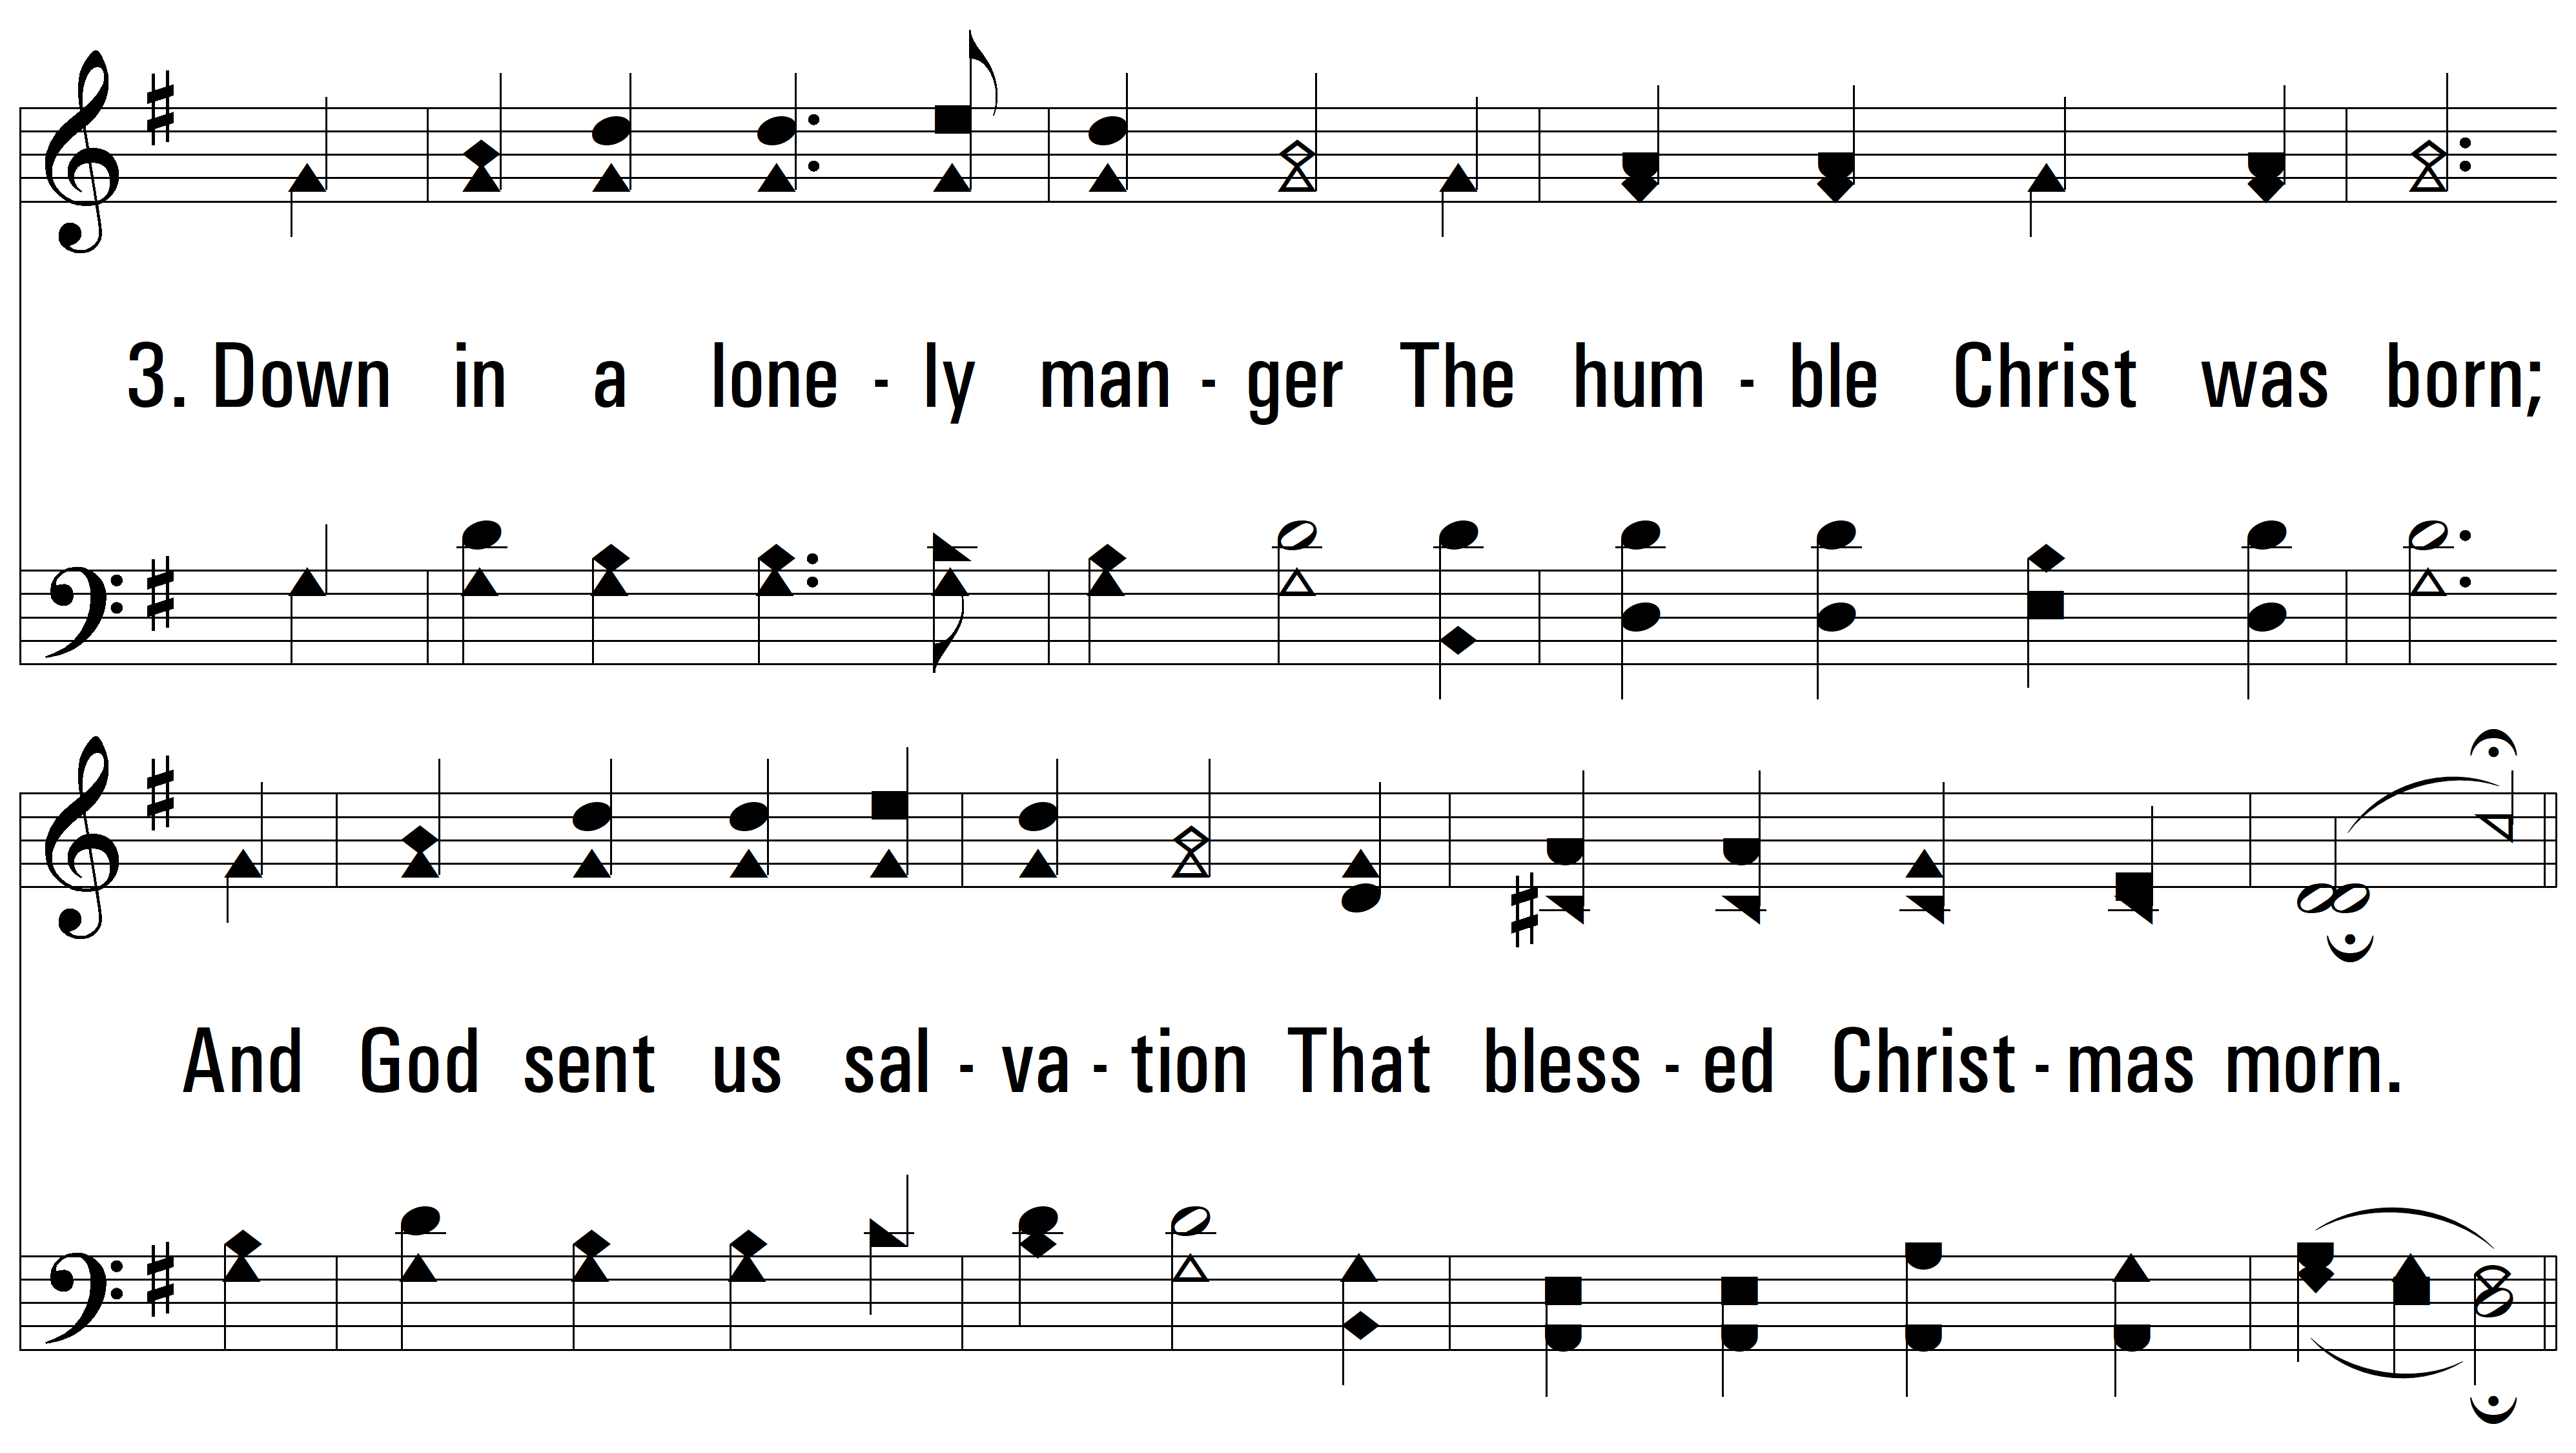 3. Down in a lone - ly man - ger The hum - ble Christ was born;
And God sent us sal - va - tion That bless - ed Christ - mas morn.